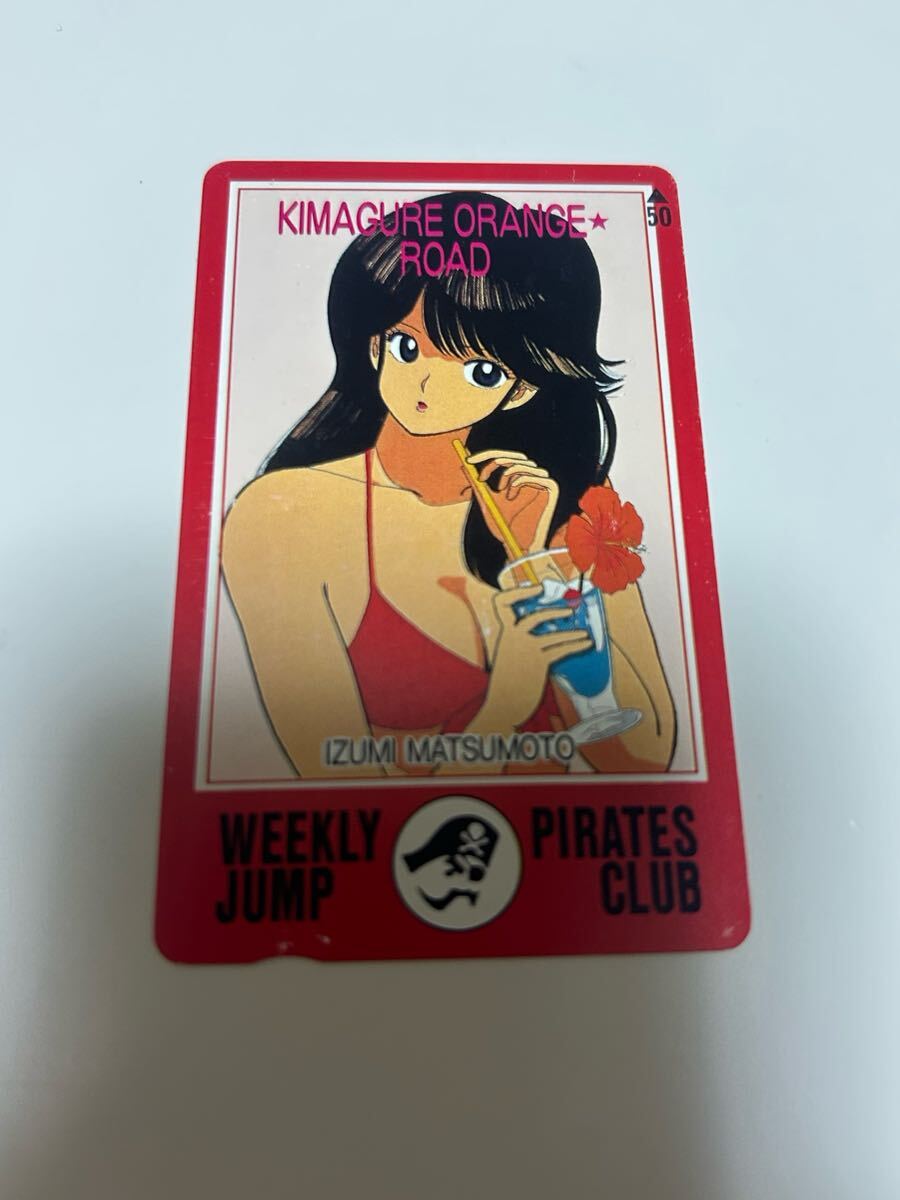 KIMAGURE ORANGE★
ROAD
50
IZUMI MATSUMOTO
WEEKLY
JUMP
PIRATES
CLUB